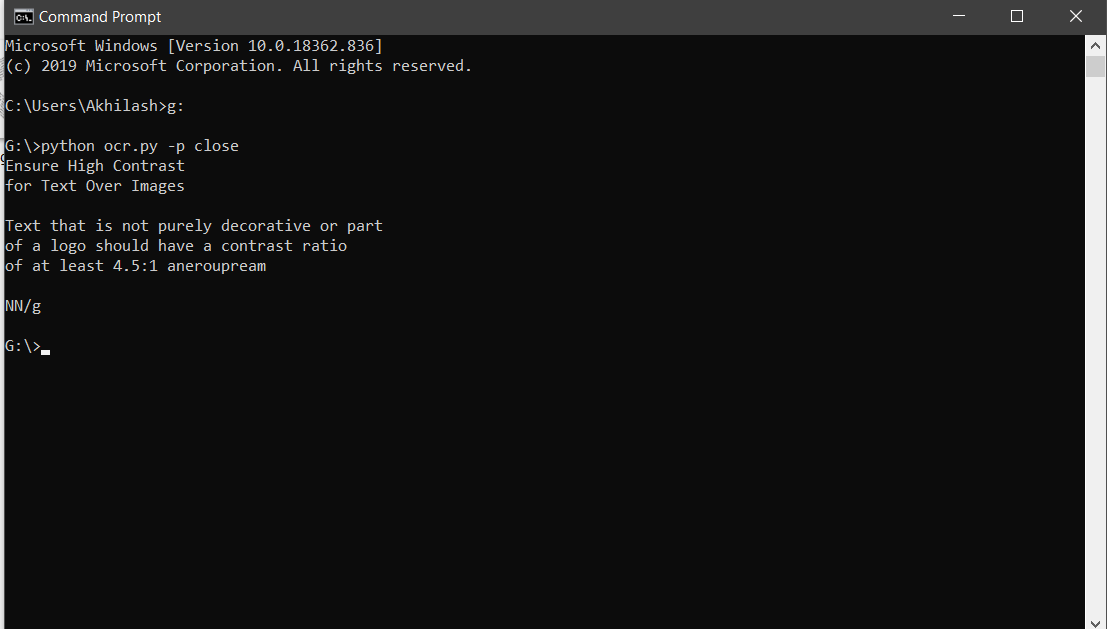 Command Prompt
Microsoft Windows [Version 10.0.18362.836]
(c) 2019 Microsoft Corporation. All rights reserved.
C:\Users\Akhilash>g:
G:\>python ocr.py -p close
Ensure High Contrast
for Text Over Images
Text that is not purely decorative or part
of a logo should have a contrast ratio
of at least 4.5:1 aneroupream
NN/g
G:\>